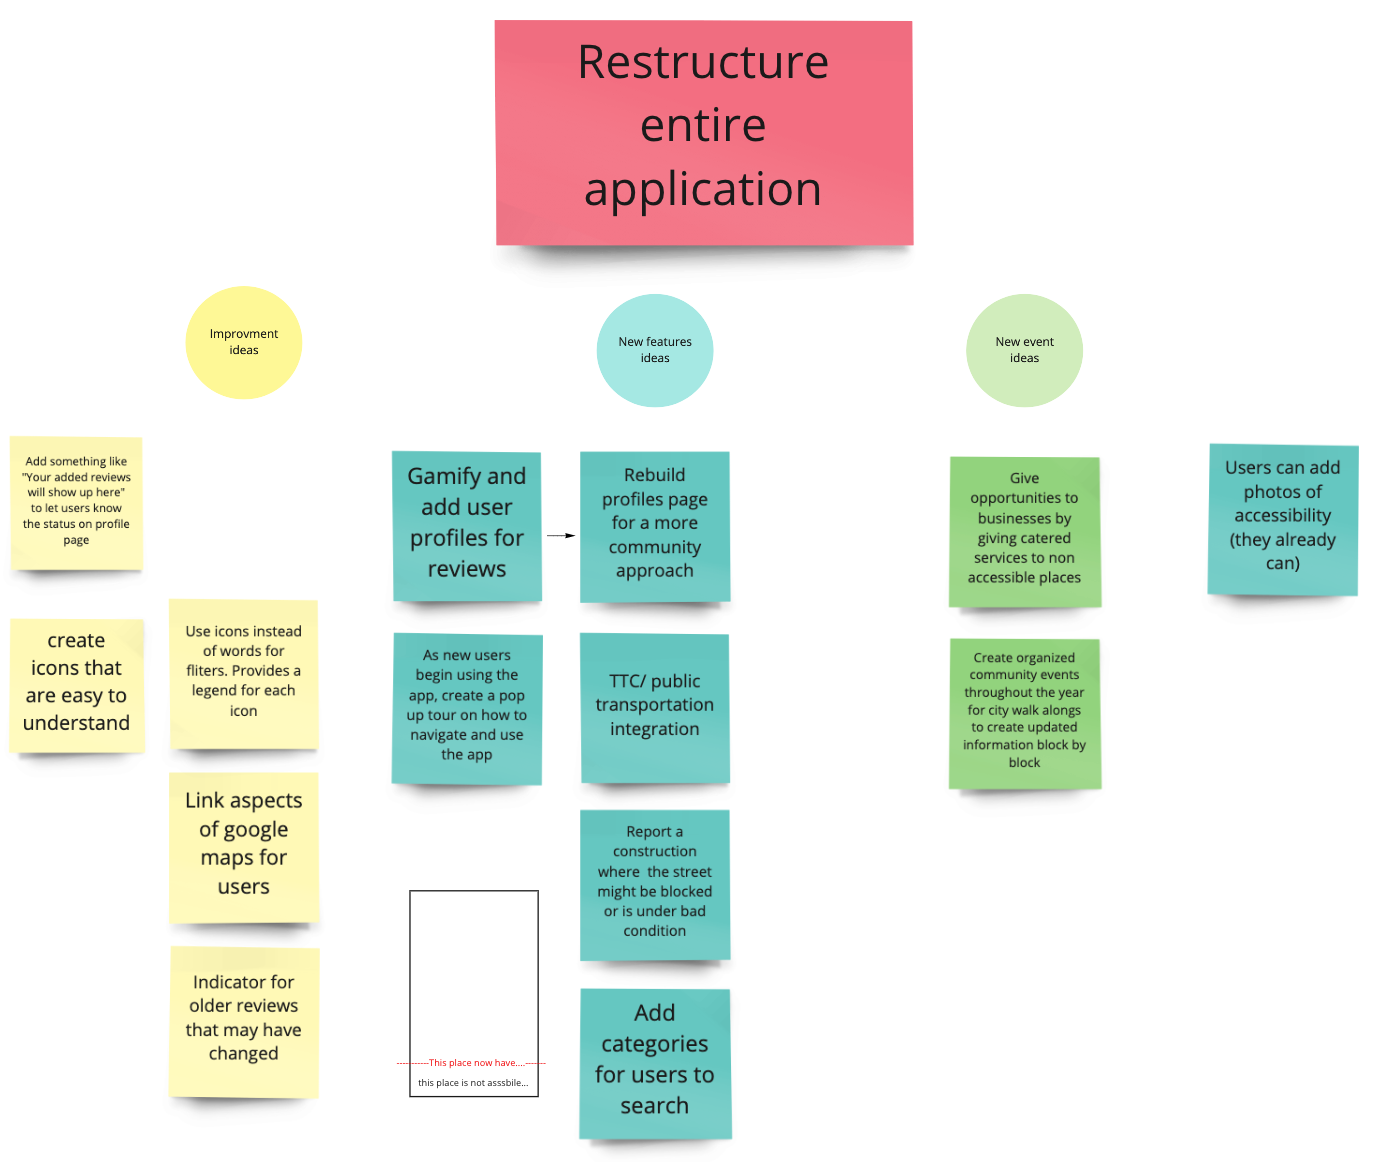 Restructure
entire
application
Improvment
ideas
New features
ideas
New event
ideas
Add something like
"Your added reviews
will show up here"
to let users know
the status on profile
page
create
icons that
are easy to
understand
Use icons instead
of words for
fliters. Provides a
legend for each
icon
Link aspects
of google
maps for
users
Indicator for
older reviews
that may have
changed
Gamify and
add user
profiles for
reviews
Rebuild
profiles page
for a more
community
approach
As new users
begin using the
app, create a pop
up tour on how to
navigate and use
the app
TTC/ public
transportation
integration
Report a
construction
where the street
might be blocked
or is under bad
condition
-----------This place now have....-------
this place is not asssbile...
Add
categories
for users to
search
Give
opportunities to
businesses by
giving catered
services to non
accessible places
Create organized
community events
throughout the year
for city walk alongs
to create updated
information block by
block
Users can add
photos of
accessibility
(they already
can)